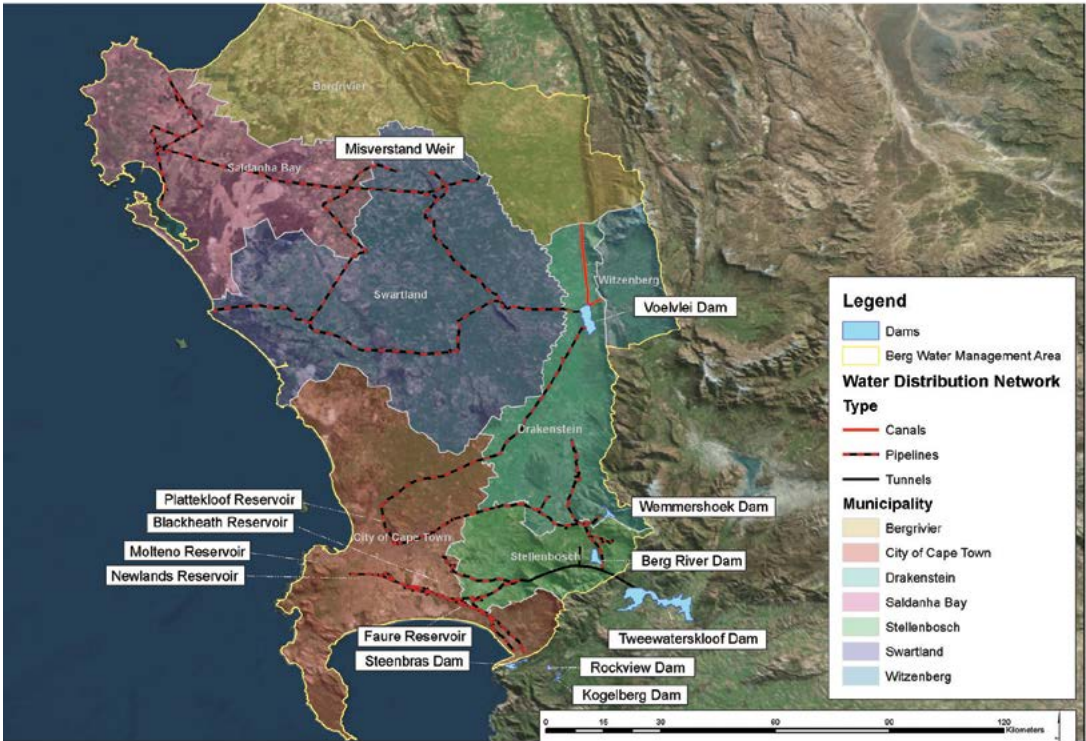 Bergrivier
Misverstand Weir
Saldanha Bay
Witzenberg
Swartland
Voelvlei Dam
Drakenstein
Plattekloof Reservoir
Wemmershoek Dam
Blackheath Reservoir
City of Cape Town
Molteno Reservoir
Stellenbosch
Berg River Dam
Newlands Reservoir
Faure Reservoir
Tweewaterskloof Dam
Steenbras Dam
Rockview Dam
Kogelberg Dam
Legend
Dams
Berg Water Management Area
Water Distribution Network
Type
Canals
Pipelines
Tunnels
Municipality
Bergrivier
City of Cape Town
Drakenstein
Saldanha Bay
Stellenbosch
Swartland
Witzenberg
0 15 30 60 90 120
Kilometers